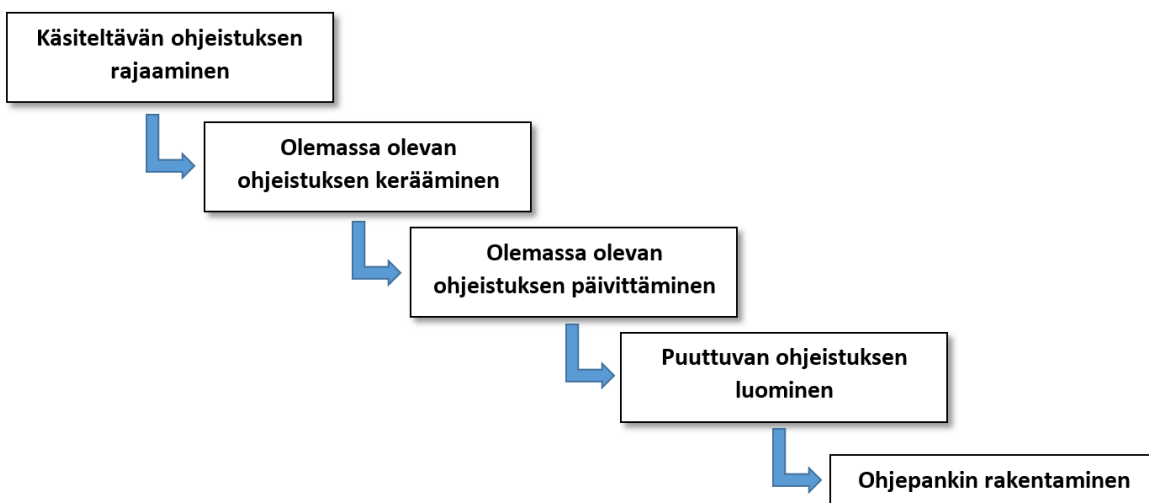 Käsiteltävän ohjeistuksen
rajaaminen
Olemassa olevan
ohjeistuksen kerääminen
Olemassa olevan
ohjeistuksen päivittäminen
Puuttuvan ohjeistuksen
luominen
Ohjepankin rakentaminen